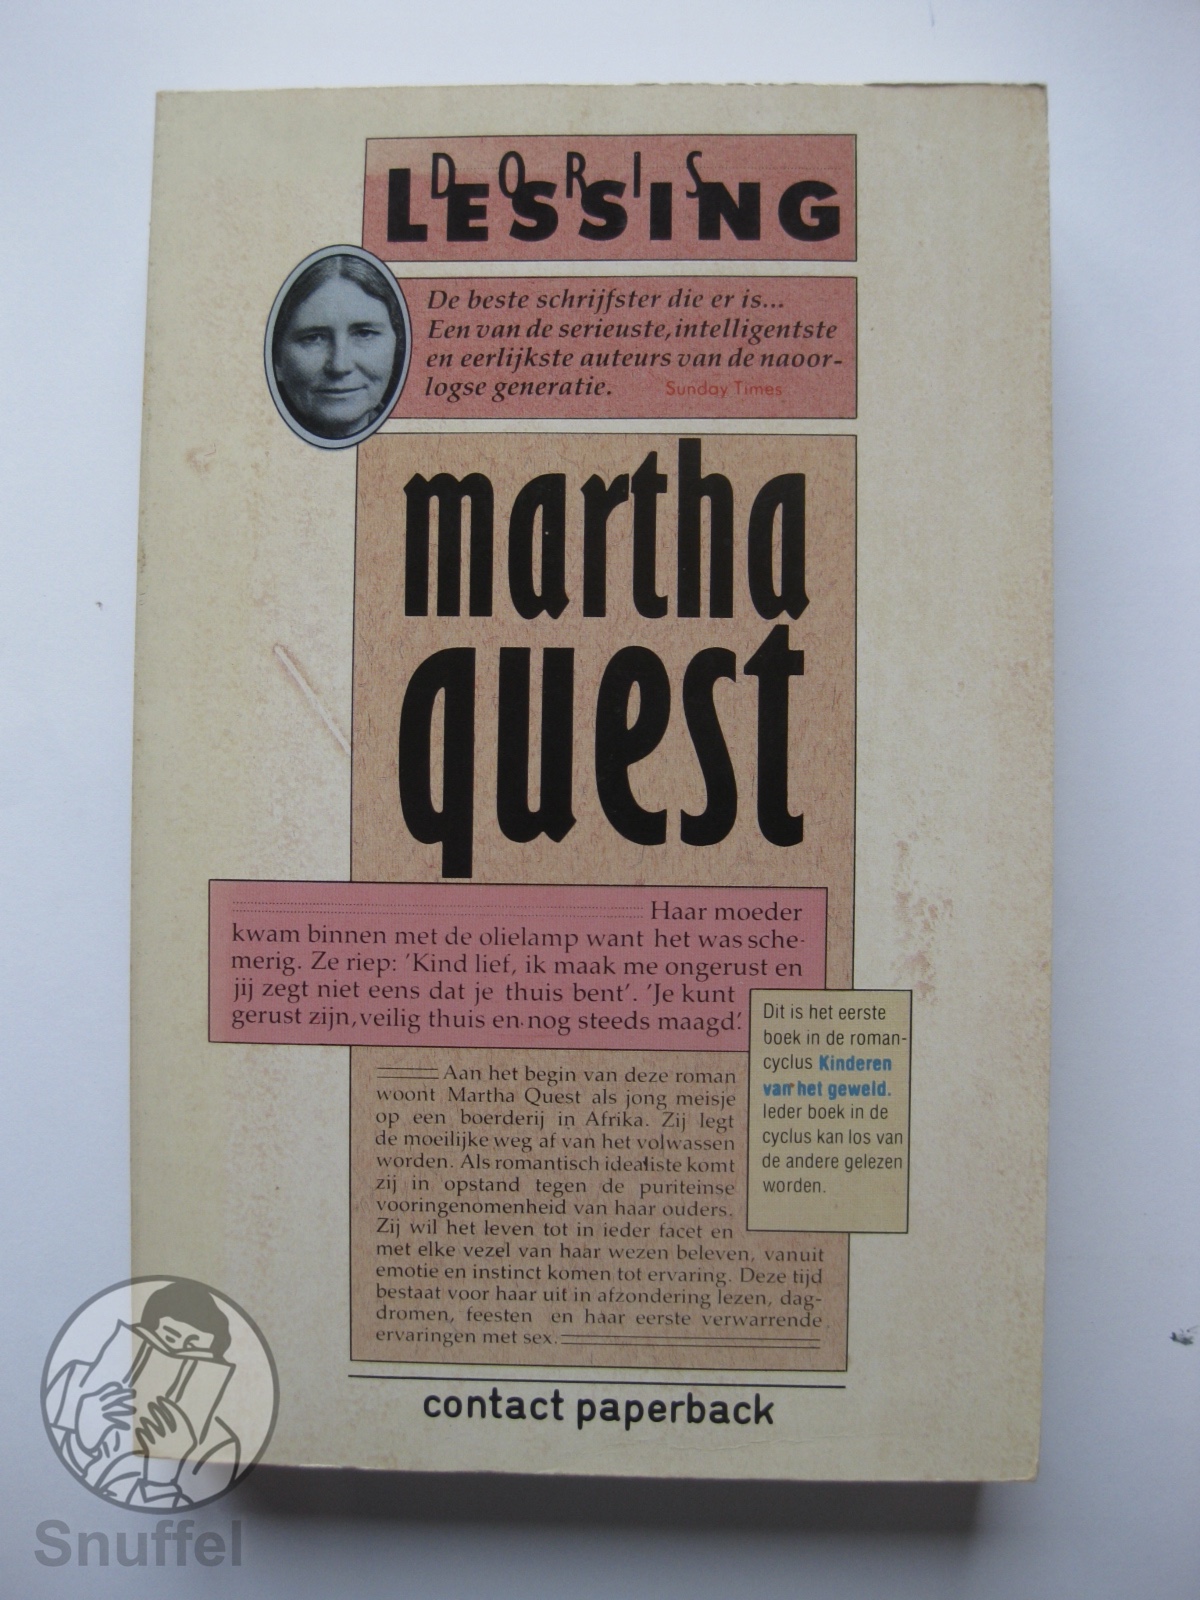 DORIS
LESSING
De beste schrijfster die er is...
Een van de serieuste, intelligentste
en eerlijkste auteurs van de naoor-
logse generatie. Sunday Times
martha
quest
Haar moeder
kwam binnen met de olielamp want het was sche-
merig. Ze riep: 'Kind lief, ik maak me ongerust en
jij zegt niet eens dat je thuis bent'. 'Je kunt
gerust zijn, veilig thuis en nog steeds maagd'.
Dit is het eerste
boek in de roman-
cyclus Kinderen
van het geweld.
Ieder boek in de
cyclus kan los van
de andere gelezen
worden.
Aan het begin van deze roman
woont Martha Quest als jong meisje
op een boerderij in Afrika. Zij legt
de moeilijke weg af van het volwassen
worden. Als romantisch idealiste komt
zij in opstand tegen de puriteinse
vooringenomenheid van haar ouders.
Zij wil het leven tot in ieder facet en
met elke vezel van haar wezen beleven, vanuit
emotie en instinct komen tot ervaring. Deze tijd
bestaat voor haar uit in afzondering lezen, dag-
dromen, feesten en haar eerste verwarrende
ervaringen met sex.
contact paperback
Snuffel